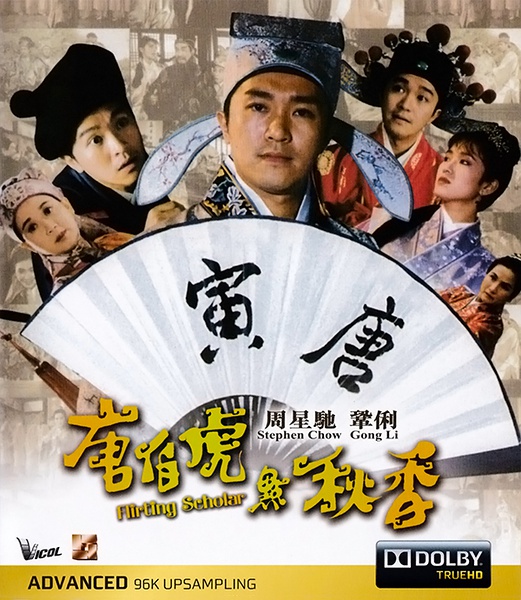 唐寅
周星馳 鞏俐
Stephen Chow Gong Li
唐伯虎點秋香
Flirting Scholar
VICOL
DOLBY
TRUEHD
ADVANCED 96K UPSAMPLING